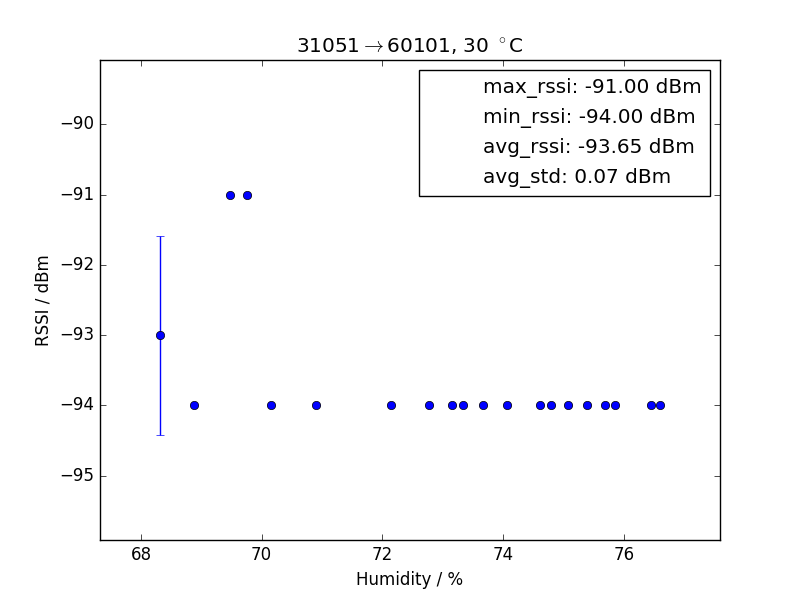 31051→60101, 30 °C
max_rssi: -91.00 dBm
min_rssi: -94.00 dBm
avg_rssi: -93.65 dBm
avg_std: 0.07 dBm
RSSI / dBm
−90
−91
−92
−93
−94
−95
68 70 72 74 76
Humidity / %